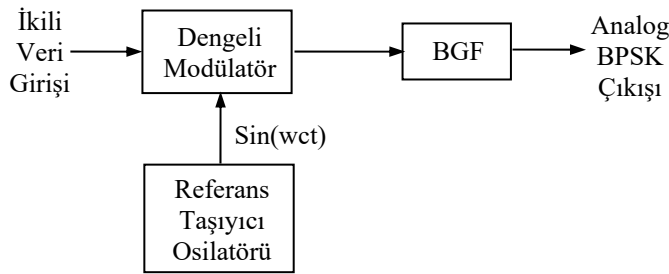 İkili
Veri
Girişi
Dengeli
Modülatör
BGF
Analog
BPSK
Çıkışı
Sin(wct)
Referans
Taşıyıcı
Osilatörü